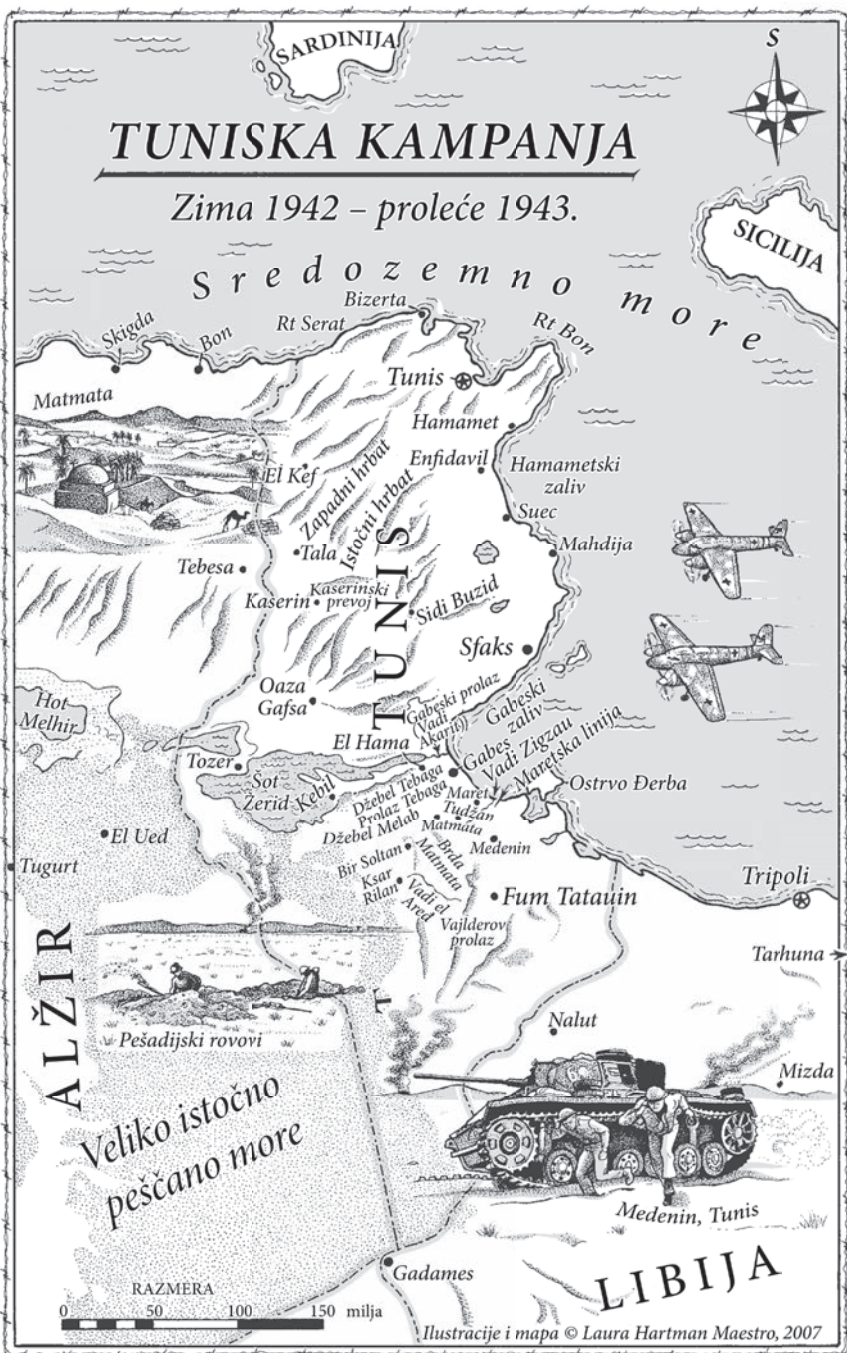 SARDINIJA
S
TUNISKA KAMPANJA
Zima 1942 – proleće 1943.
SICILIJA
Sredozemno more
Bizerta
Rt Serat
Rt Bon
Skigda
Bon
Tunis
Matmata
Hamamet
Enfidavil
Hamametski
zaliv
El Kef
Zapadni hrbat
Istočni hrbat
Suec
Tala
Mahdija
Tebesa
TUNIS
Kaserin
Kaserinski
prevoj
Sidi Buzid
Sfaks
Oaza
Gafsa
Gabeski prolaz
(Vadi
Akarit)
Gabeski
zaliv
Hot
Melhir
El Hama
Gabes
Vadi Zigzau
Maretska linija
Tozer
Šot
Žerid
Kebil
Džebel Tebaga
Prolaz Tebaga
Džebel Melab
Maret
Tudžan
Matmata
Ostrvo Đerba
El Ued
Medenin
Bir Soltan
Brda
Matmata
Tugurt
Ksar
Rilan
Vadi el
Ared
Fum Tatauin
Tripoli
Vajlderov
prolaz
Tarhuna
ALŽIR
T
Nalut
Pešadijski rovovi
Mizda
Veliko istočno
peščano more
Medenin, Tunis
Gadames
LIBIJA
RAZMERA
0 50 100 150 milja
Ilustracije i mapa © Laura Hartman Maestro, 2007